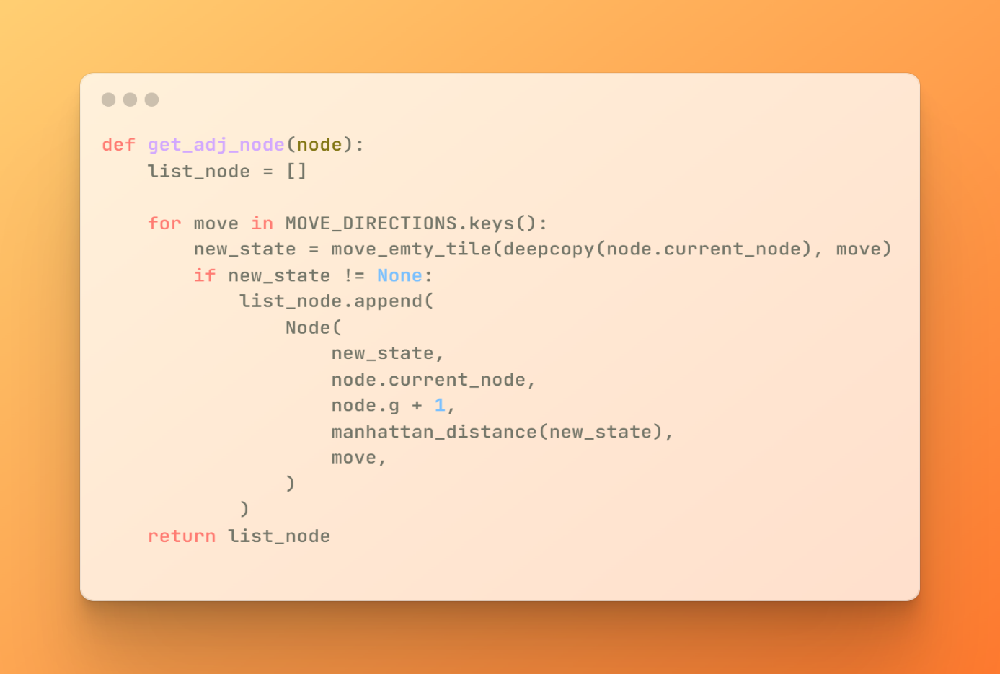 def get_adj_node(node):
    list_node = []

    for move in MOVE_DIRECTIONS.keys():
        new_state = move_emty_tile(deepcopy(node.current_node), move)
        if new_state != None:
            list_node.append(
                Node(
                    new_state,
                    node.current_node,
                    node.g + 1,
                    manhattan_distance(new_state),
                    move,
                )
            )
    return list_node